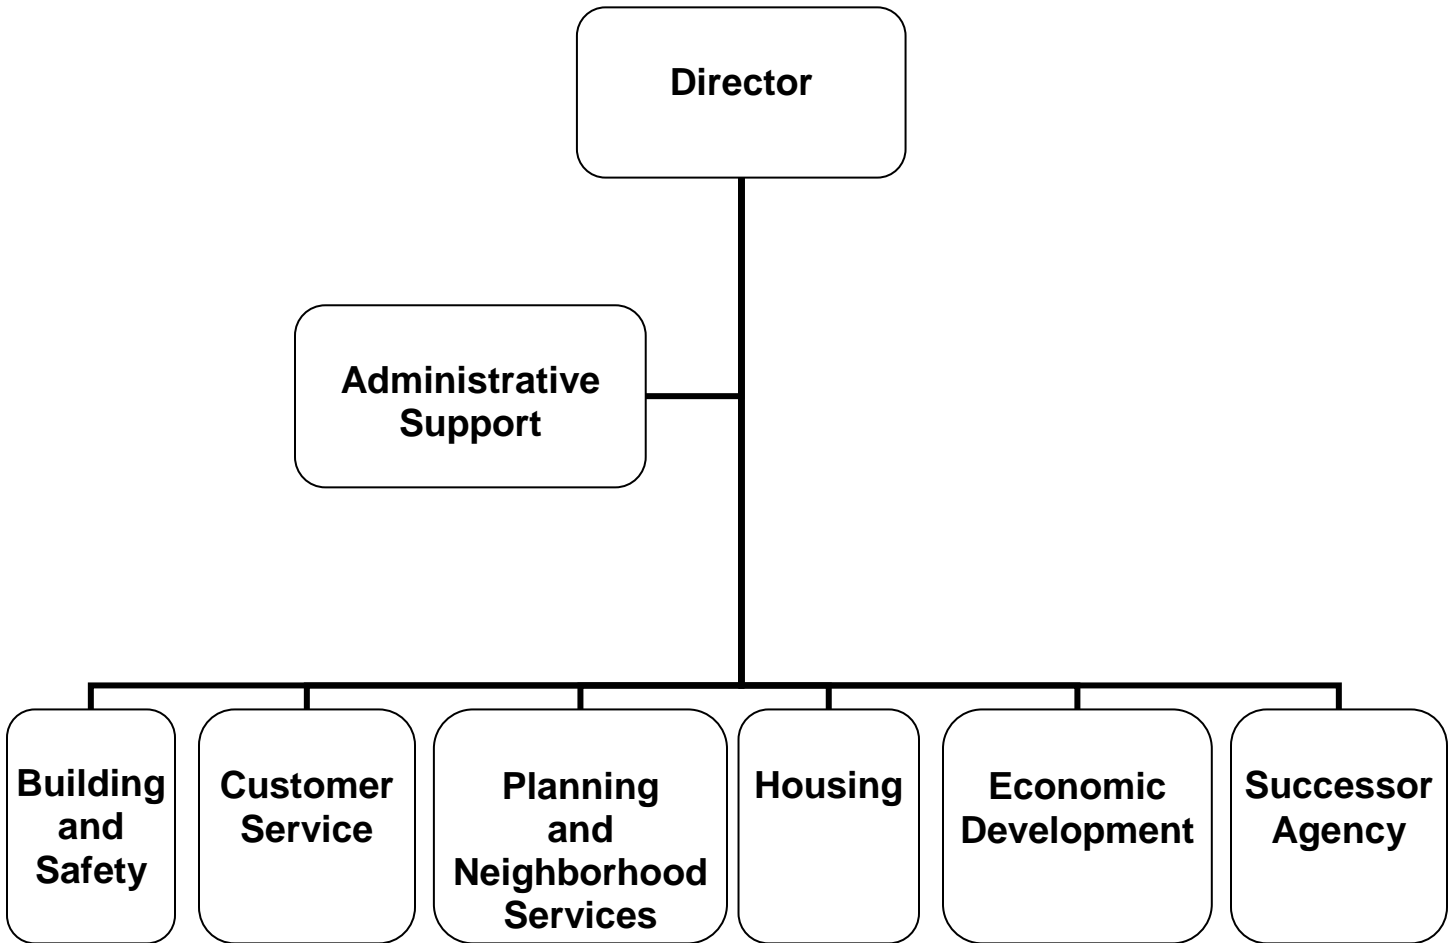 Director
Administrative
Support
Building
and
Safety
Customer
Service
Planning
and
Neighborhood
Services
Housing
Economic
Development
Successor
Agency